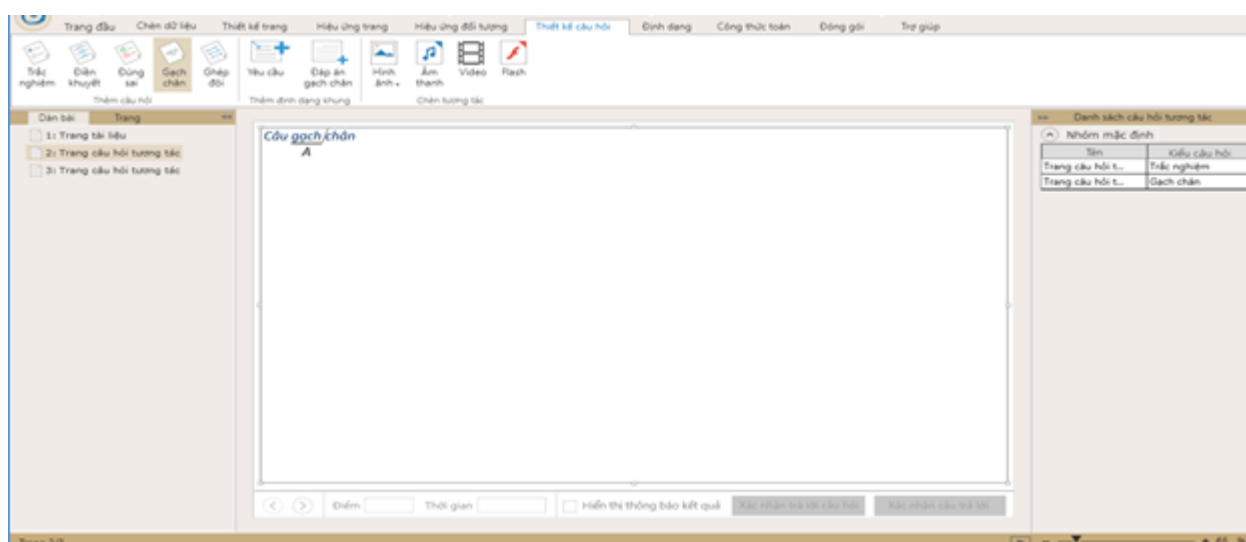 Trang đầu Chèn dữ liệu Thiết kế trang Hiệu ứng trang Hiệu ứng đối tượng Thiết kế câu hỏi Định dạng Công thức toán Đóng gói Trợ giúp
Trắc nghiệm Điền khuyết Đúng sai Gạch chân Ghép đôi Yêu cầu Đáp án gạch chân Hình ảnh Âm thanh Video Flash
Thêm câu hỏi Thêm định dạng khung Chèn tương tác
Dàn bài Trang Danh sách câu hỏi tương tác
1: Trang tài liệu
2: Trang câu hỏi tương tác
3: Trang câu hỏi tương tác
Câu gạch/chân
A
Nhóm mặc định
Tên Kiểu câu hỏi
Trang câu hỏi t... Trắc nghiệm
Trang câu hỏi t... Gạch chân
Điểm Thời gian Hiển thị thông báo kết quả Xác nhận trả lời câu hỏi Xác nhận câu trả lời